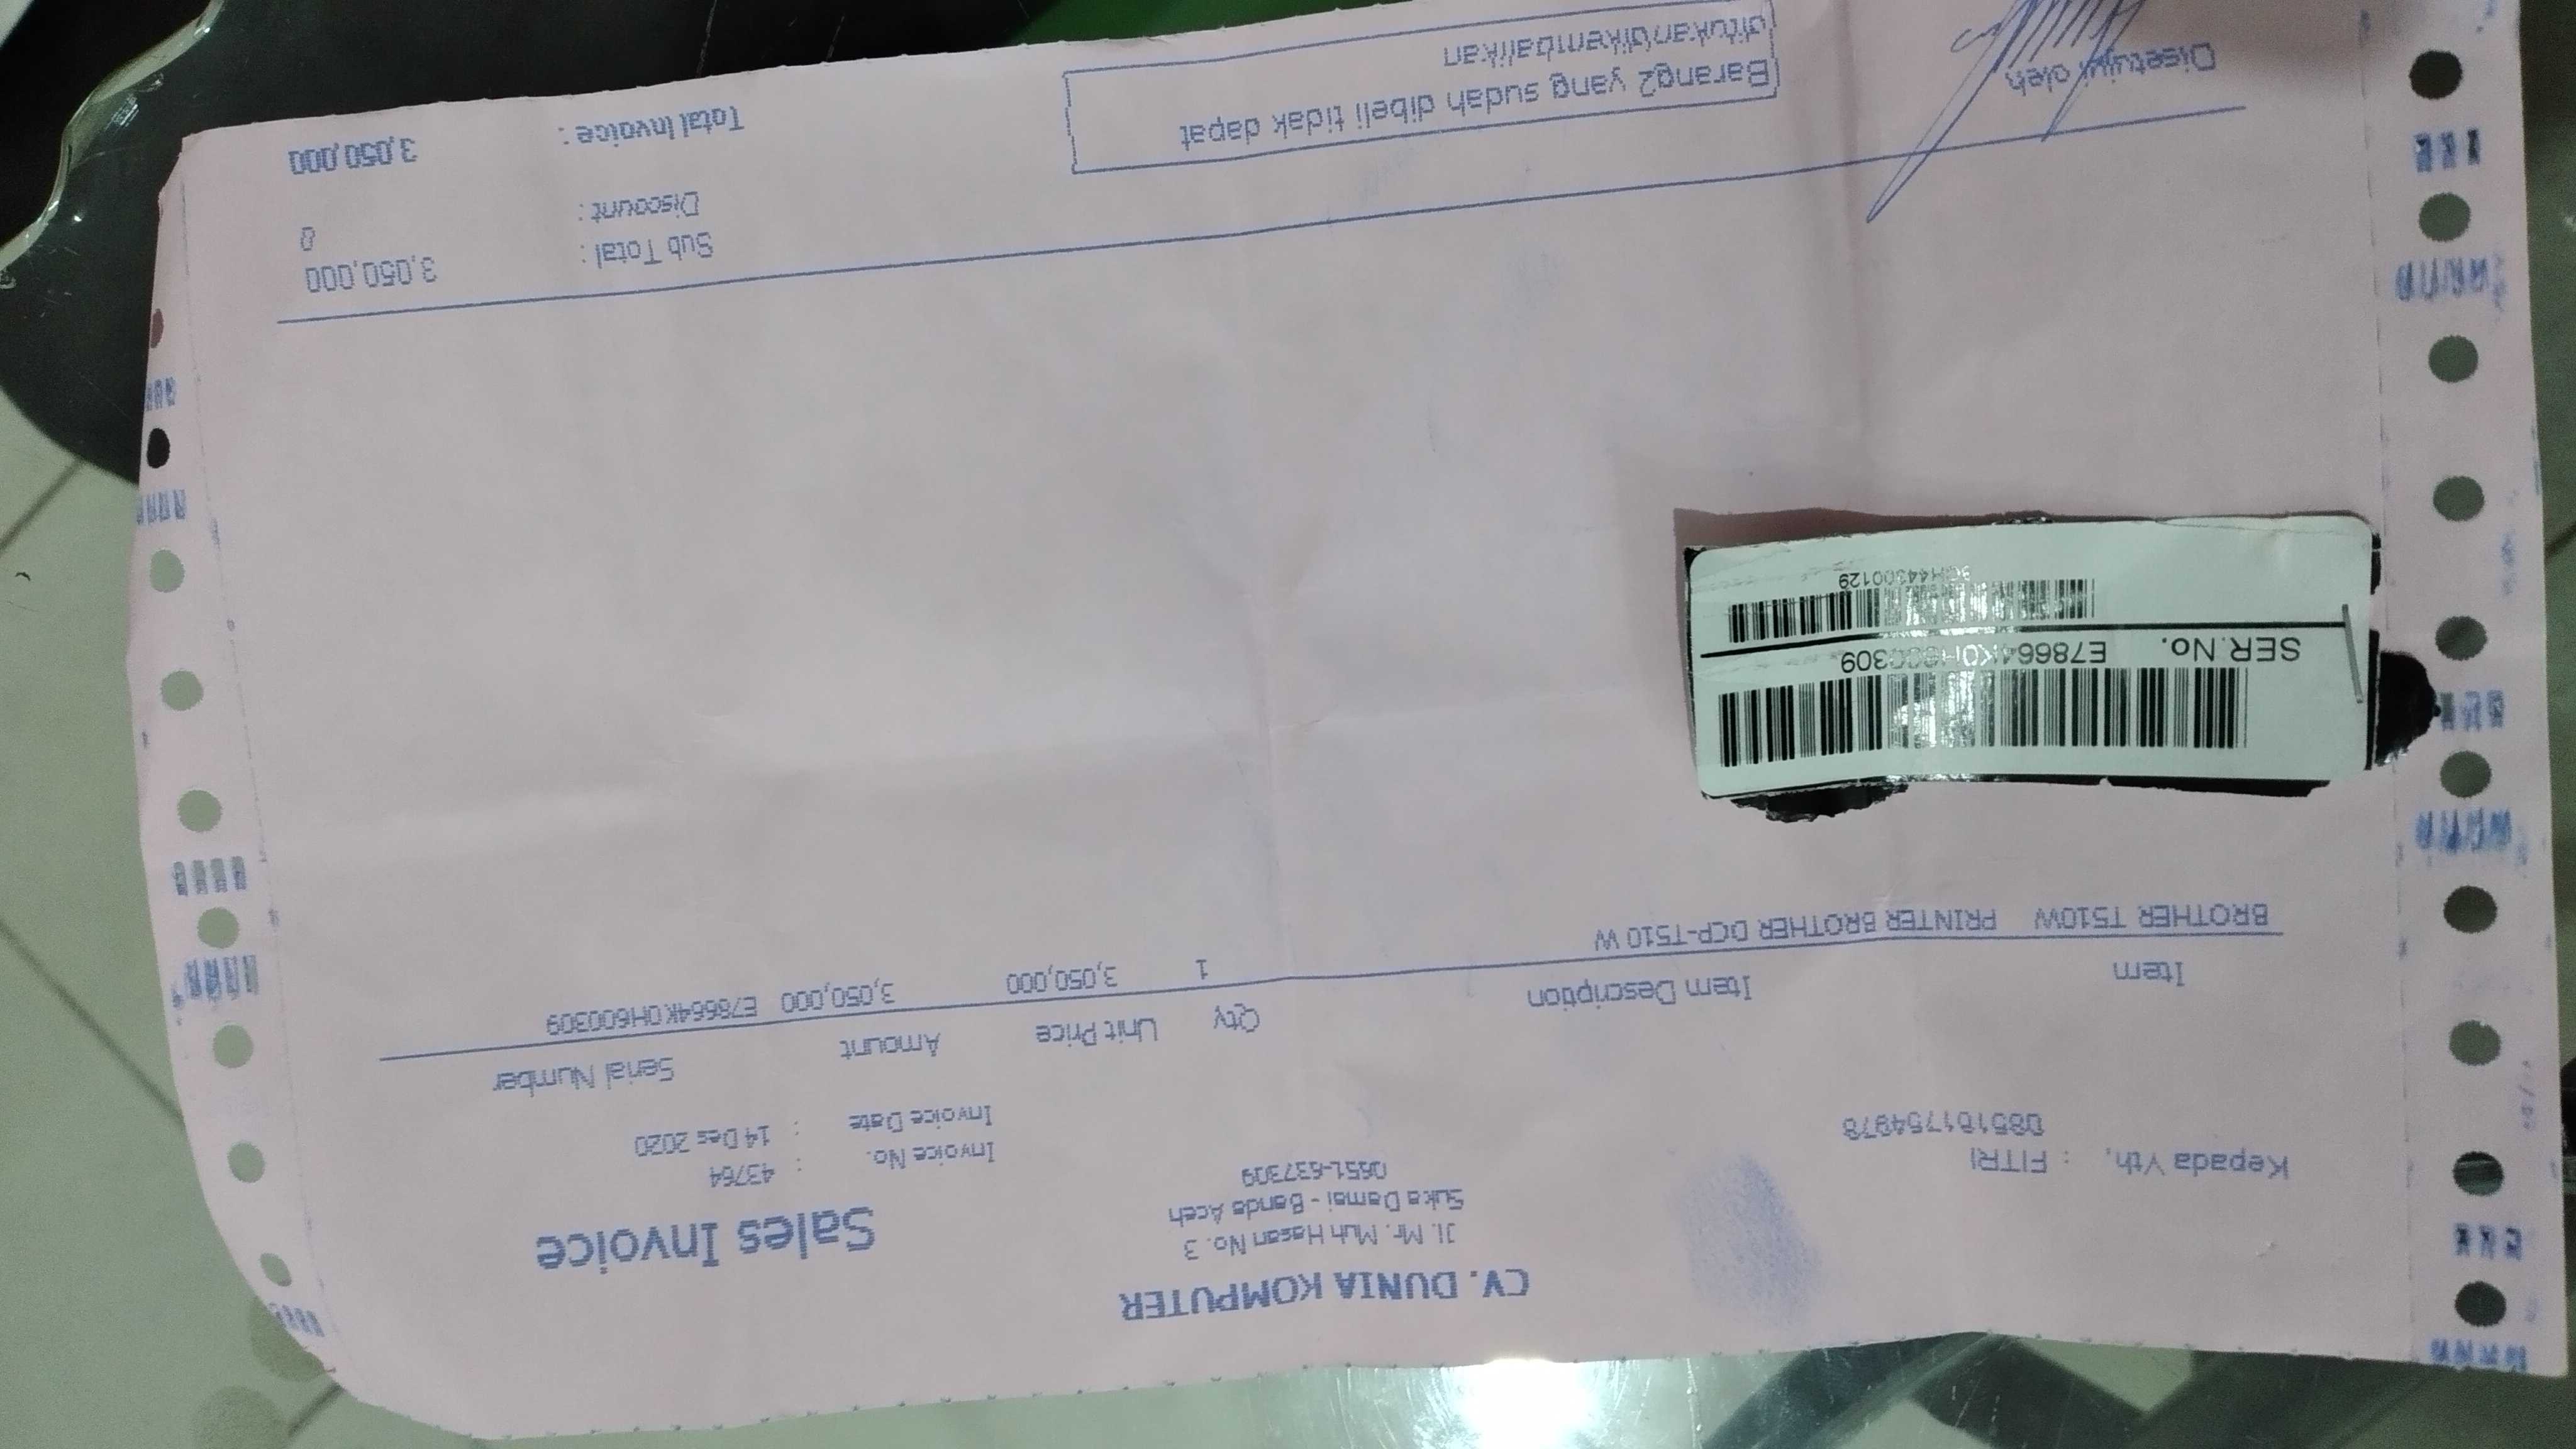 CV. DUNIA KOMPUTER
Jl. Mr. Muh Hasan No. 3
Suka Damai - Banda Aceh
0651-637309
Sales Invoice
Kepada Yth, : FITRI
085161754978
Invoice No. : 43764
Invoice Date : 14 Des 2020
Item Item Description Qty Unit Price Amount Serial Number
BROTHER T510W PRINTER BROTHER DCP-T510 W 1 3,050,000 3,050,000 E78664K0H600309
SER.No. E78664K0H600309
Sub Total : 3,050,000
Discount : 0
Total Invoice : 3,050,000
Disetujui oleh
Barang2 yang sudah dibeli tidak dapat
ditukan/dikembalikan